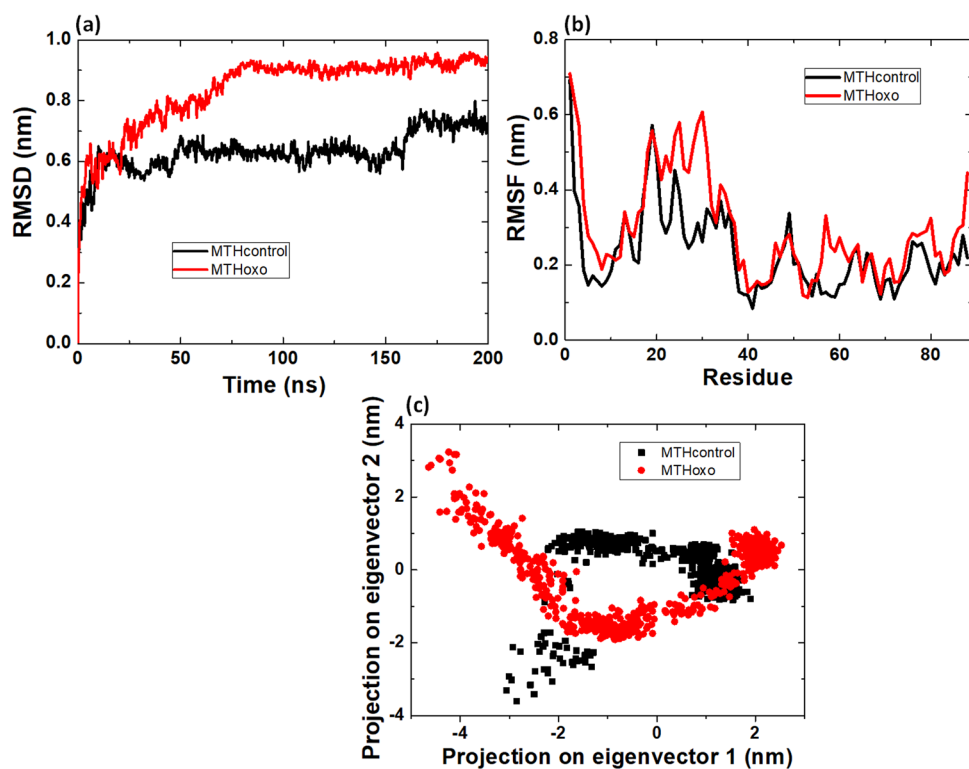 (a)
RMSD (nm)
1.0
0.8
0.6
0.4
0.2
0.0
MTHcontrol
MTHoxo
0 50 100 150 200
Time (ns)
(b)
RMSF (nm)
0.8
0.6
0.4
0.2
0.0
MTHcontrol
MTHoxo
0 20 40 60 80
Residue
(c)
Projection on eigenvector 2 (nm)
4
2
0
-2
-4
MTHcontrol
MTHoxo
-4 -2 0 2
Projection on eigenvector 1 (nm)